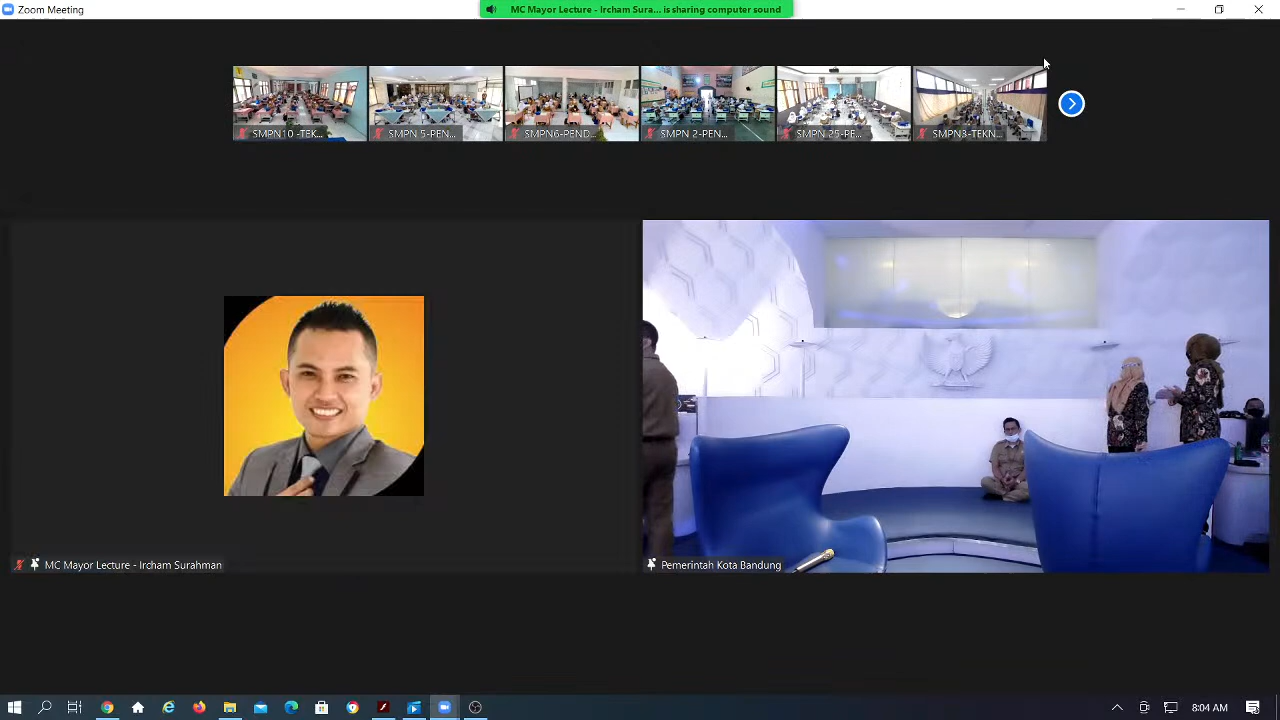 Zoom Meeting
MC Mayor Lecture - Ircham Sura... is sharing computer sound
SMPN10 -TEK...
SMPN 5-PEN...
SMPN6-PEND...
SMPN 2-PEN...
SMPN 25-PE...
SMPN8-TEKN...
MC Mayor Lecture - Ircham Surahman
Pemerintah Kota Bandung
8:04 AM